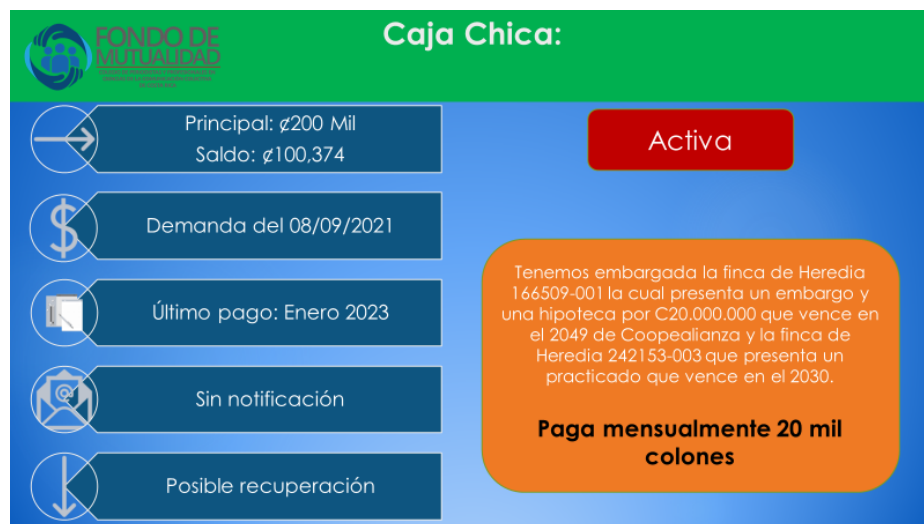 FONDO DE
MUTUALIDAD
Caja Chica:
Principal: ¢200 Mil
Saldo: ¢100,374
Demanda del 08/09/2021
Último pago: Enero 2023
Sin notificación
Posible recuperación
Activa
Tenemos embargada la finca de Heredia
166509-001 la cual presenta un embargo y
una hipoteca por C20.000.000 que vence en
el 2049 de Coopealianza y la finca de
Heredia 242153-003 que presenta un
practicado que vence en el 2030.
Paga mensualmente 20 mil
colones